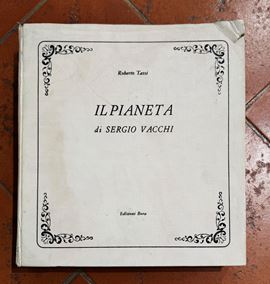 Roberto Tassi
IL PIANETA
di SERGIO VACCHI
Edizioni Bora